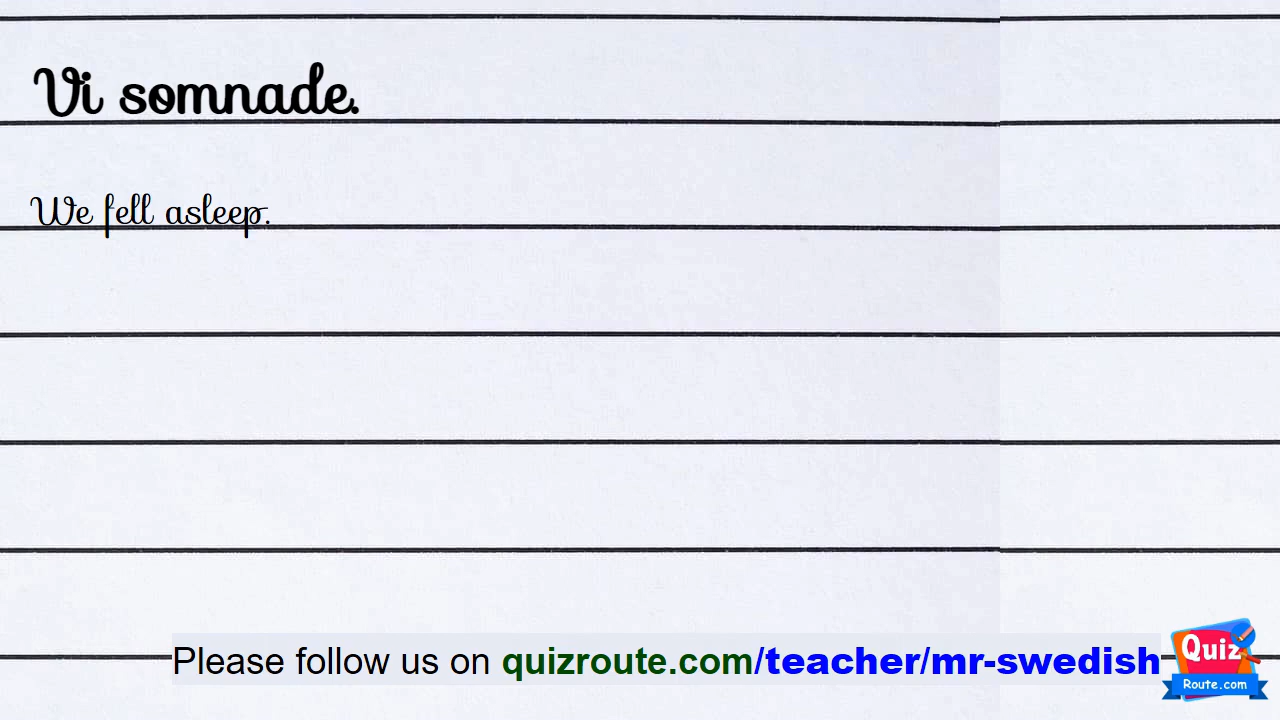 Vi somnade.
We fell asleep.
Please follow us on quizroute.com/teacher/mr-swedish
Quiz
Route.com